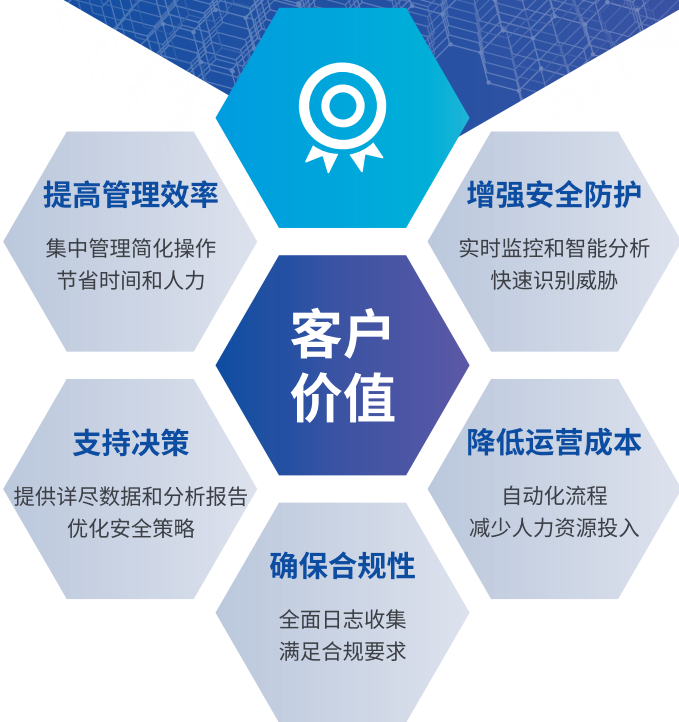 提高管理效率
集中管理简化操作
节省时间和人力
增强安全防护
实时监控和智能分析
快速识别威胁
客户
价值
支持决策
提供详尽数据和分析报告
优化安全策略
降低运营成本
自动化流程
减少人力资源投入
确保合规性
全面日志收集
满足合规要求